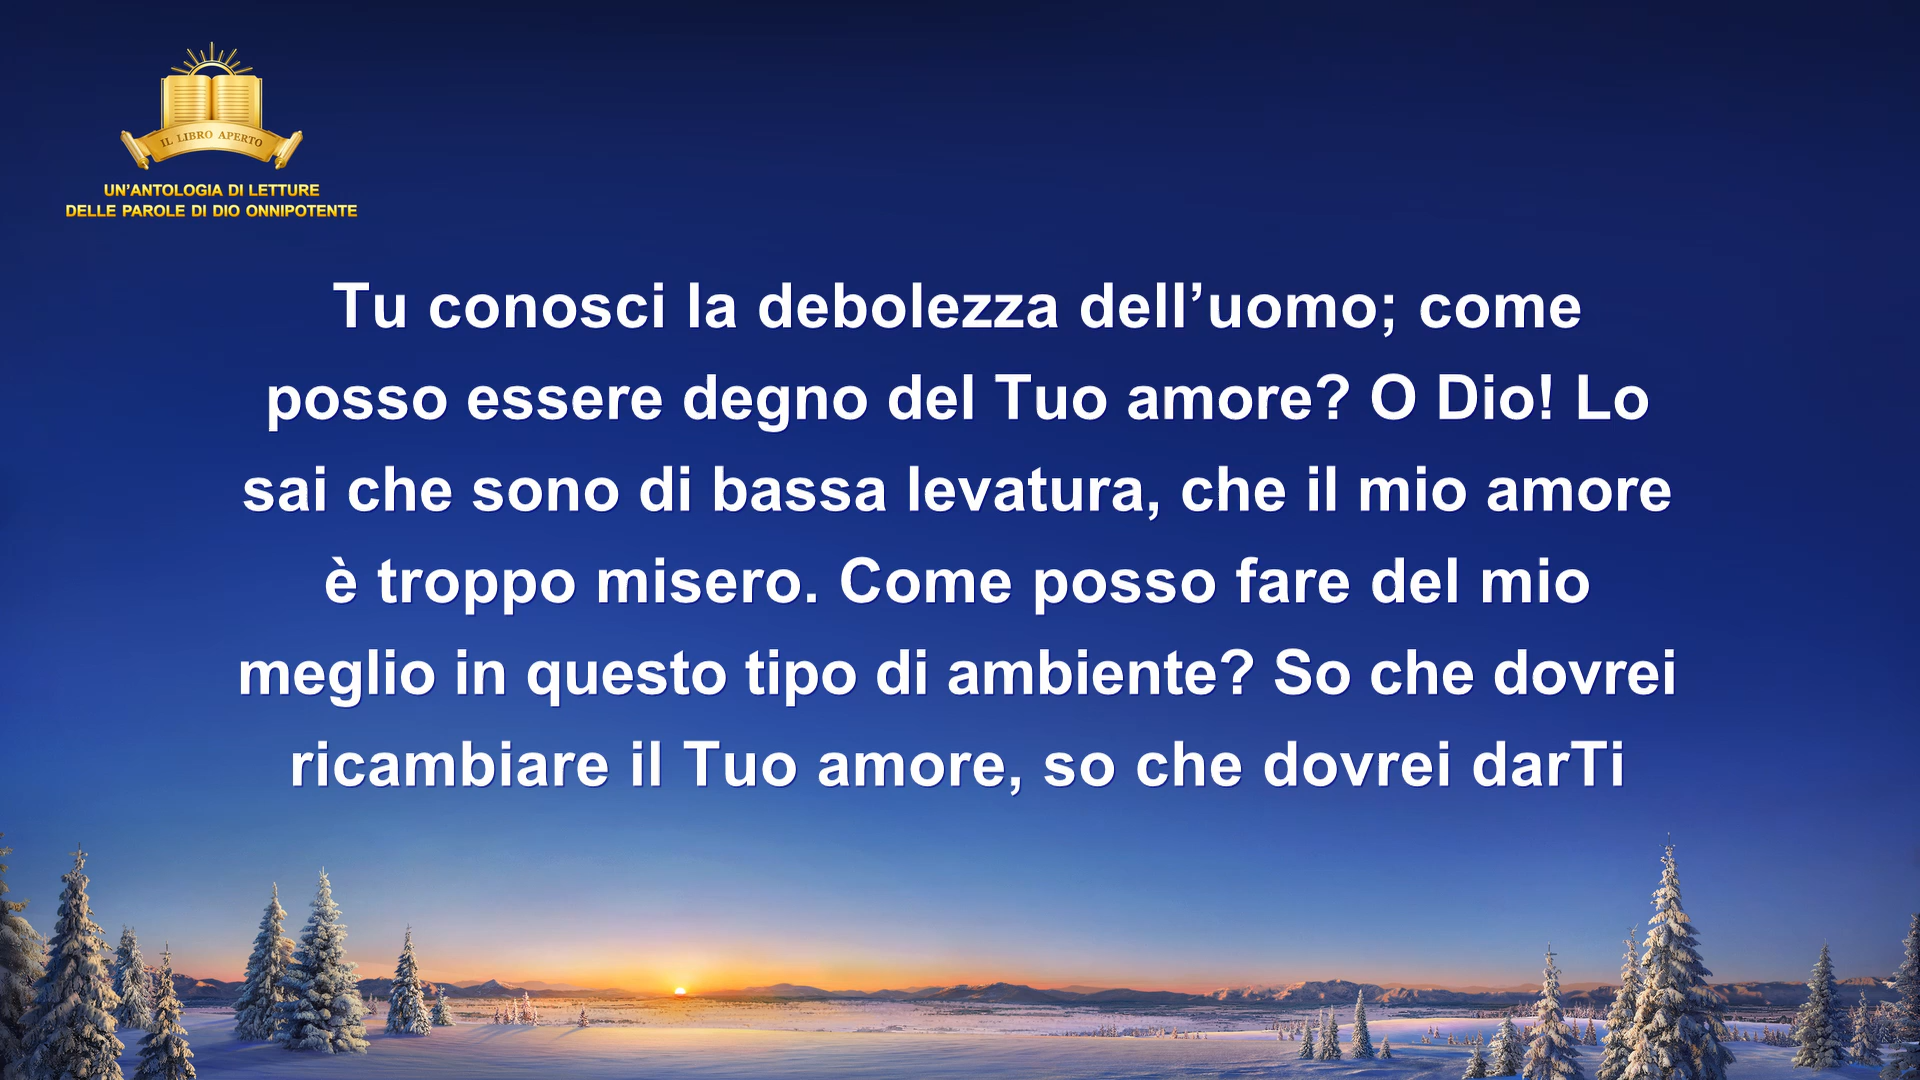 IL LIBRO APERTO
UN’ANTOLOGIA DI LETTURE
DELLE PAROLE DI DIO ONNIPOTENTE
Tu conosci la debolezza dell’uomo; come
posso essere degno del Tuo amore? O Dio! Lo
sai che sono di bassa levatura, che il mio amore
è troppo misero. Come posso fare del mio
meglio in questo tipo di ambiente? So che dovrei
ricambiare il Tuo amore, so che dovrei darTi